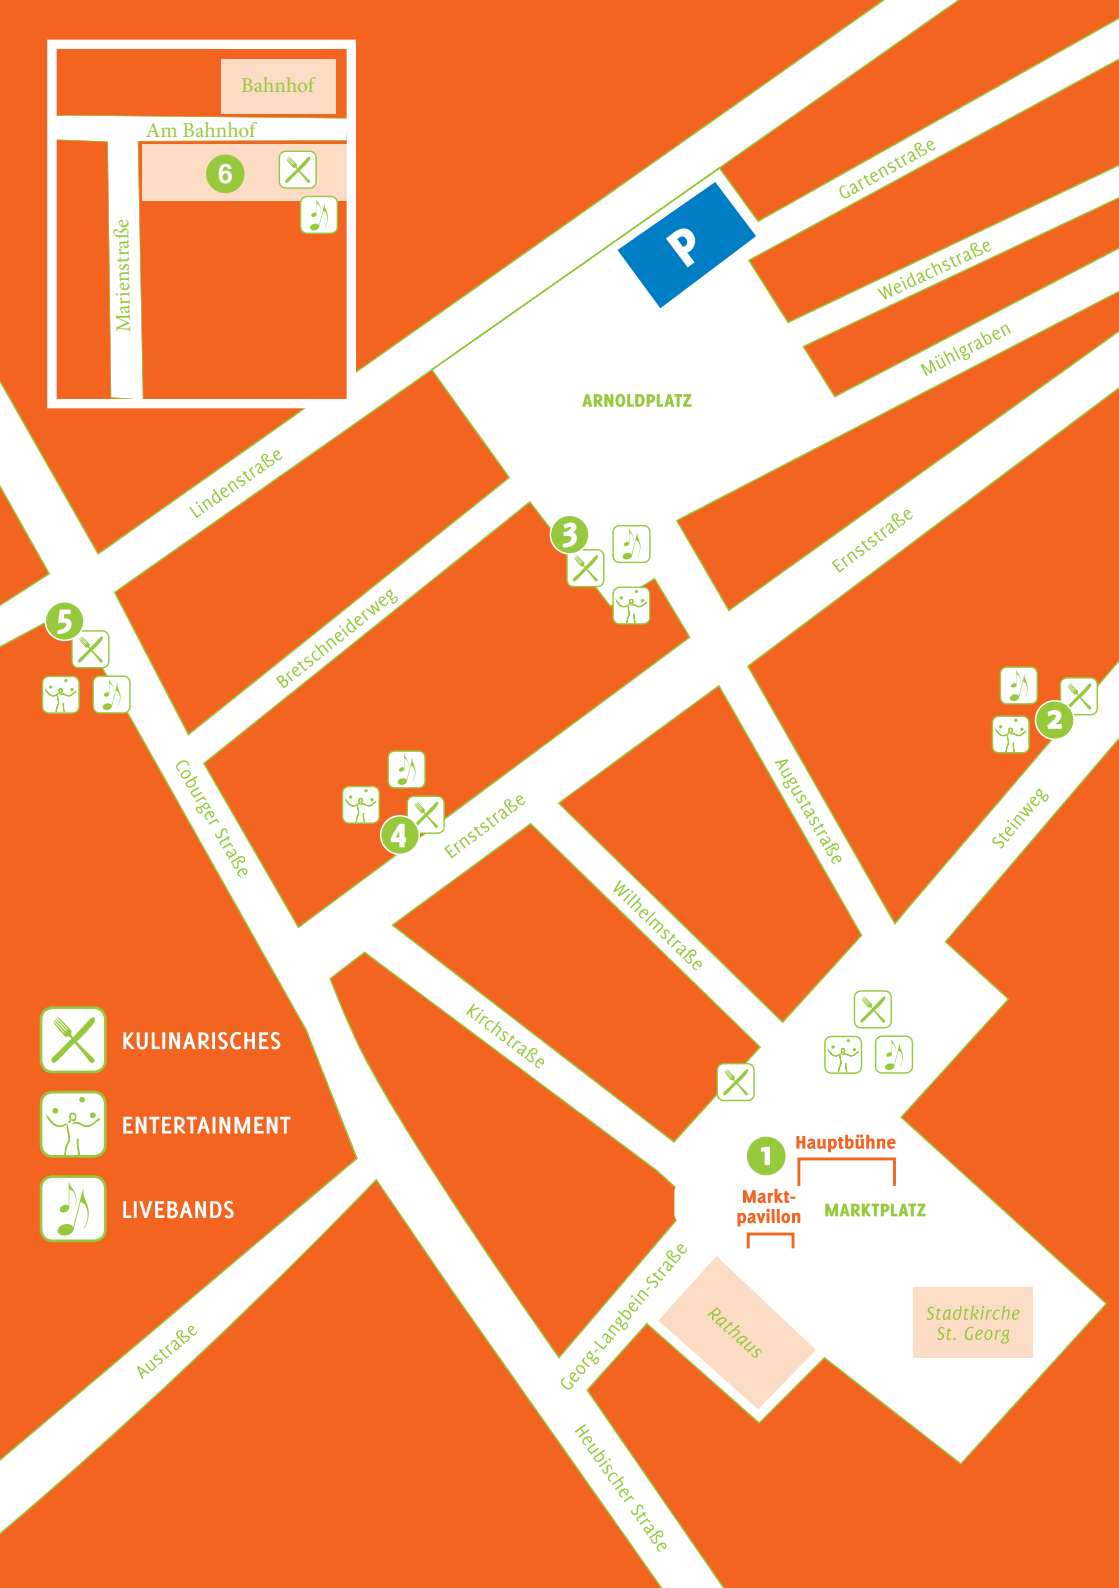 Bahnhof
Am Bahnhof
6
Marienstraße
P
Gartenstraße
Weidachstraße
Mühlgraben
ARNOLDPLATZ
Lindenstraße
3
Ernststraße
5
Bretschneiderweg
2
Coburger Straße
4
Ernststraße
Augustastraße
Steinweg
Wilhelmstraße
Kirchstraße
KULINARISCHES
ENTERTAINMENT
LIVEBANDS
1
Hauptbühne
Markt-
pavillon
MARKTPLATZ
Georg-Langbein-Straße
Rathaus
Stadtkirche
St. Georg
Austraße
Heubischer Straße